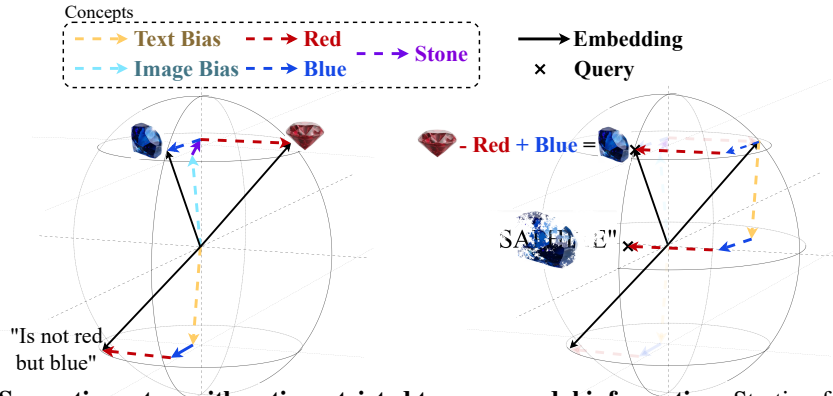 Concepts
Text Bias Red Stone
Image Bias Blue
Embedding
Query
- Red + Blue =
"Is not red
but blue"